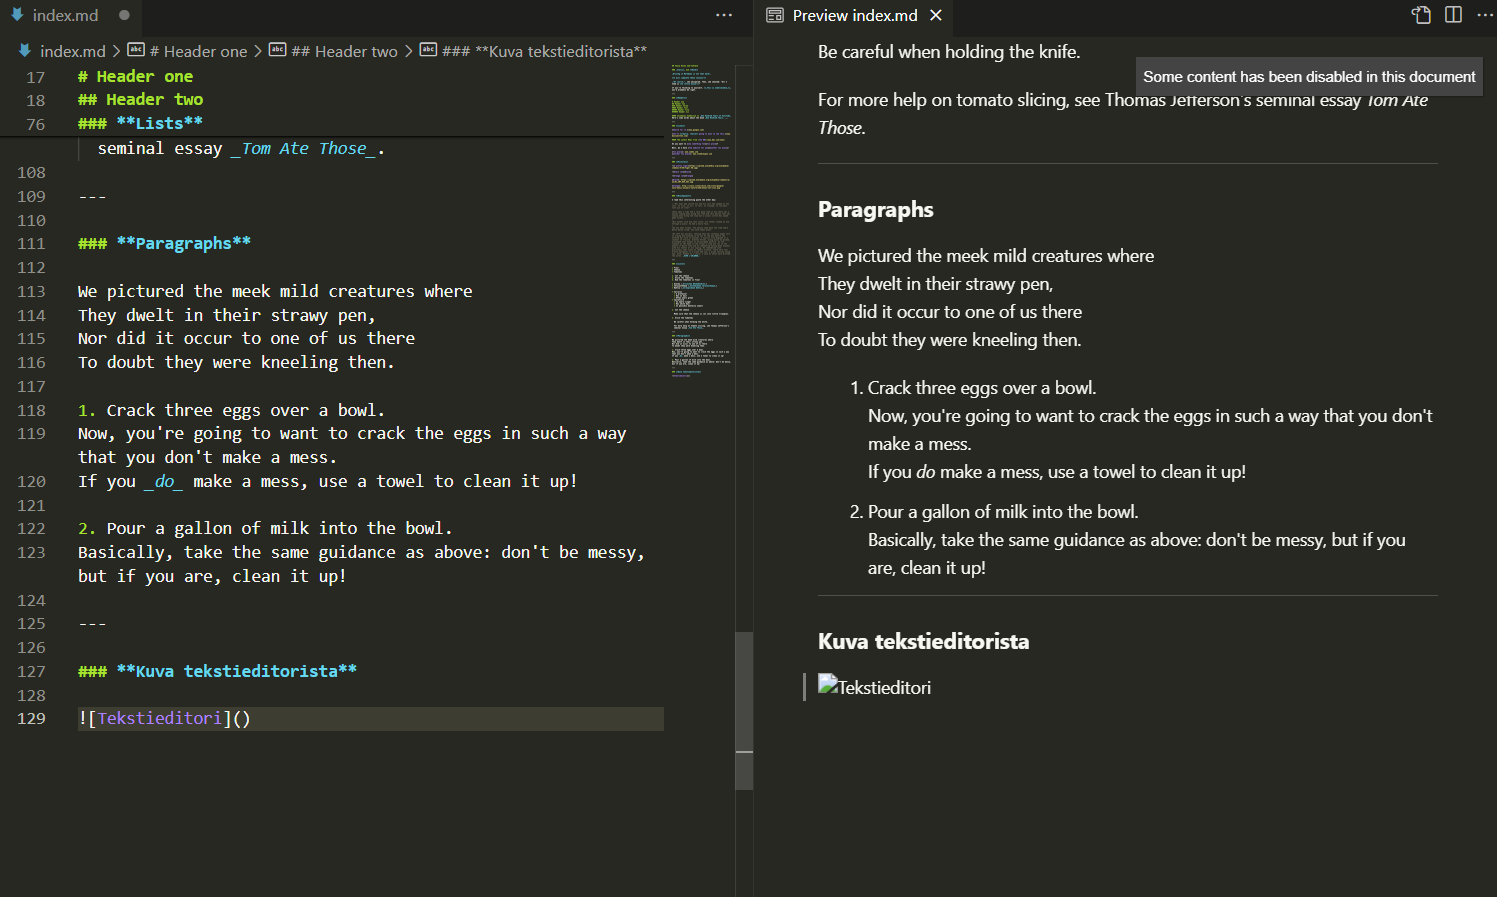 index.md
index.md > # Header one > ## Header two > ### **Kuva tekstieditorista**
17 # Header one
18 ## Header two
76 ### **Lists**
seminal essay _Tom Ate Those_.
108
109 ---
110
111 ### **Paragraphs**
112
113 We pictured the meek mild creatures where
114 They dwelt in their strawy pen,
115 Nor did it occur to one of us there
116 To doubt they were kneeling then.
117
118 1. Crack three eggs over a bowl.
119 Now, you're going to want to crack the eggs in such a way
that you don't make a mess.
120 If you _do_ make a mess, use a towel to clean it up!
121
122 2. Pour a gallon of milk into the bowl.
123 Basically, take the same guidance as above: don't be messy,
but if you are, clean it up!
124
125 ---
126
127 ### **Kuva tekstieditorista**
128
129 ![Tekstieditori]()
Preview index.md
Be careful when holding the knife.
Some content has been disabled in this document
For more help on tomato slicing, see Thomas Jefferson's seminal essay Tom Ate
Those.
Paragraphs
We pictured the meek mild creatures where
They dwelt in their strawy pen,
Nor did it occur to one of us there
To doubt they were kneeling then.
1. Crack three eggs over a bowl.
Now, you're going to want to crack the eggs in such a way that you don't
make a mess.
If you do make a mess, use a towel to clean it up!
2. Pour a gallon of milk into the bowl.
Basically, take the same guidance as above: don't be messy, but if you
are, clean it up!
Kuva tekstieditorista
Tekstieditori